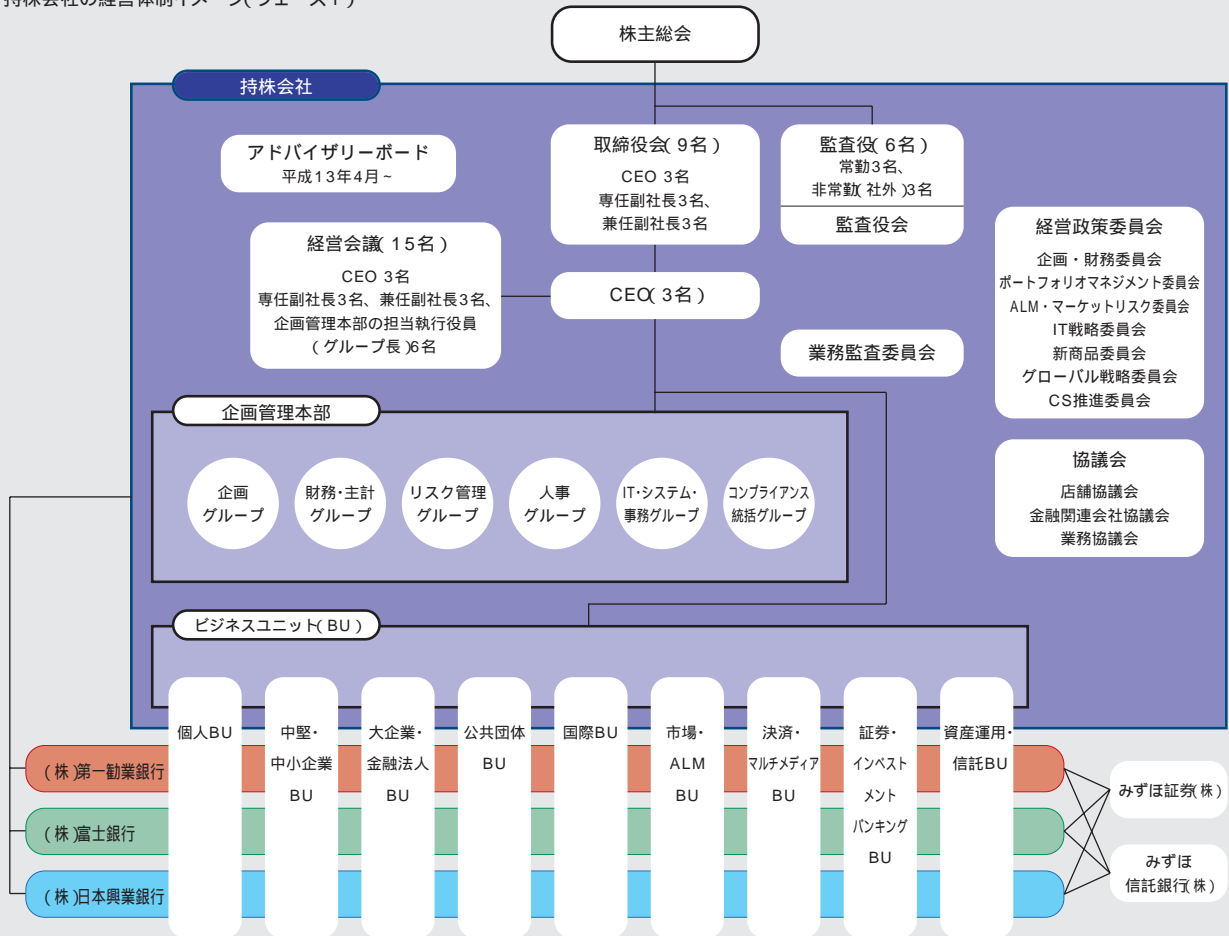 持株会社の経営体制イメージ(フェーズ1)
株主総会
持株会社
アドバイザリーボード
平成13年4月~
取締役会(9名)
CEO 3名
専任副社長3名、
兼任副社長3名
監査役(6名)
常勤3名、
非常勤(社外)3名
監査役会
経営会議(15名)
CEO 3名
専任副社長3名、兼任副社長3名、
企画管理本部の担当執行役員
(グループ長)6名
CEO(3名)
業務監査委員会
経営政策委員会
企画・財務委員会
ポートフォリオマネジメント委員会
ALM・マーケットリスク委員会
IT戦略委員会
新商品委員会
グローバル戦略委員会
CS推進委員会
協議会
店舗協議会
金融関連会社協議会
業務協議会
企画管理本部
企画
グループ
財務・主計
グループ
リスク管理
グループ
人事
グループ
IT・システム・
事務グループ
コンプライアンス
統括グループ
ビジネスユニット(BU)
個人BU
中堅・
中小企業
BU
大企業・
金融法人
BU
公共団体
BU
国際BU
市場・
ALM
BU
決済・
マルチメディア
BU
証券・
インベスト
メント
バンキング
BU
資産運用・
信託BU
(株)第一勧業銀行
(株)富士銀行
(株)日本興業銀行
みずほ証券(株)
みずほ
信託銀行(株)